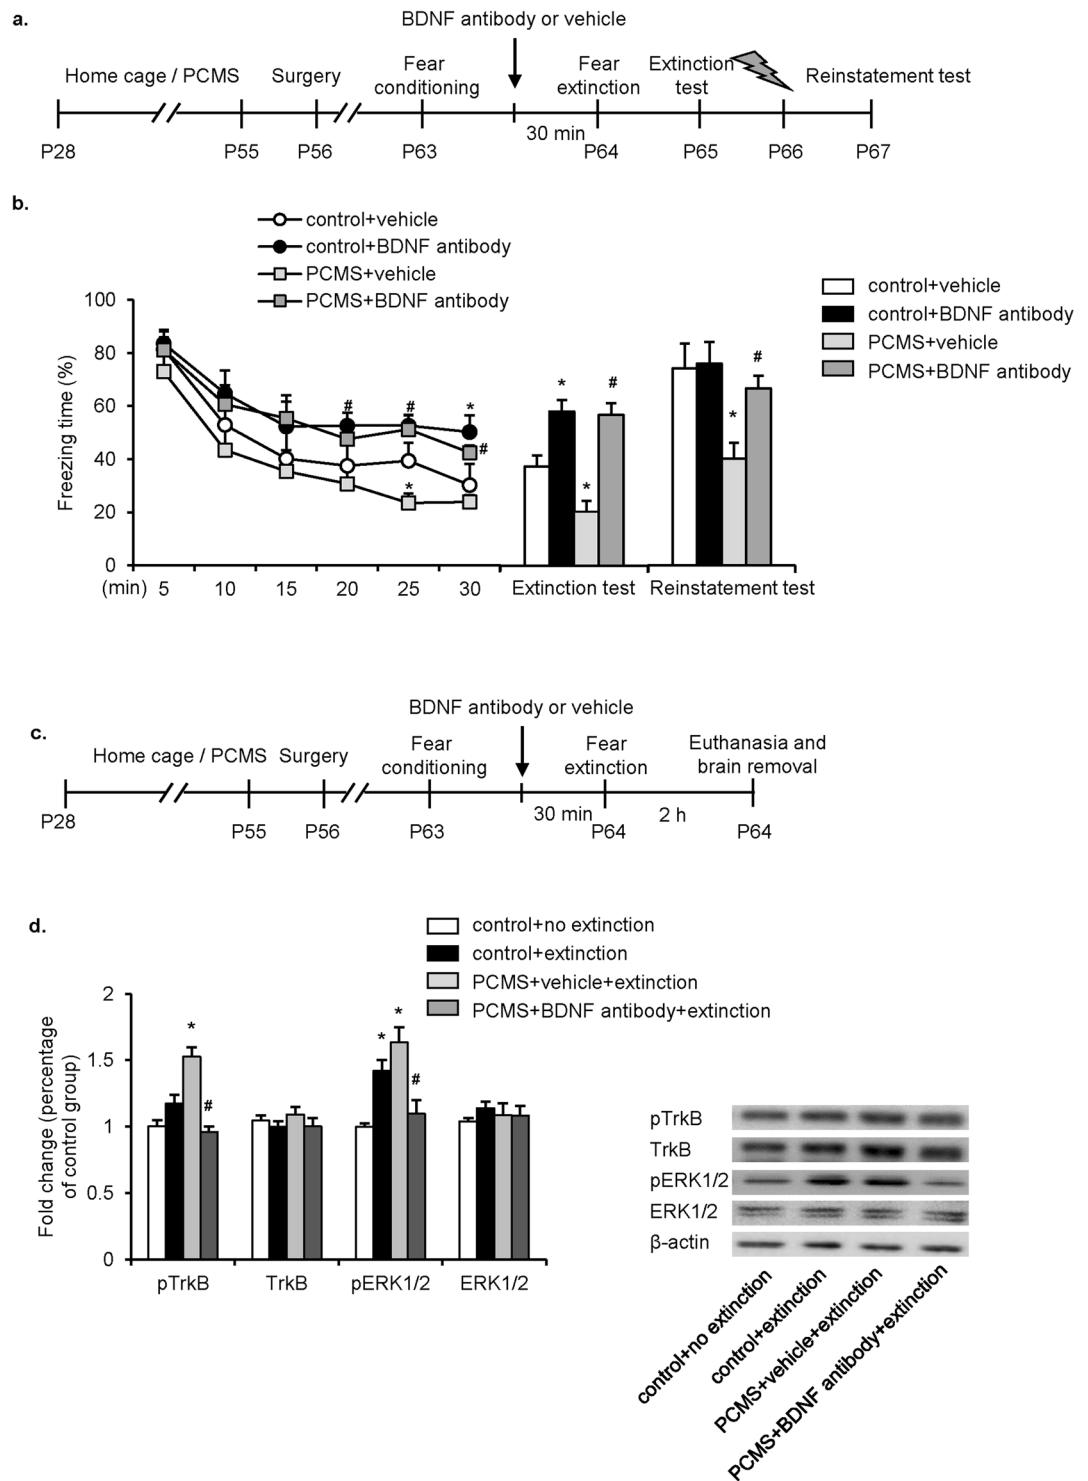 a.
BDNF antibody or vehicle
Home cage / PCMS
Surgery
Fear
conditioning
Fear
extinction
Extinction
test
Reinstatement test
30 min
P28
P55
P56
P63
P64
P65
P66
P67
b.
control+vehicle
control+BDNF antibody
PCMS+vehicle
PCMS+BDNF antibody
control+vehicle
control+BDNF antibody
PCMS+vehicle
PCMS+BDNF antibody
Freezing time (%)
100
80
60
40
20
0
# # * #
*
* * #
* #
(min) 5 10 15 20 25 30 Extinction test Reinstatement test
c.
BDNF antibody or vehicle
Home cage / PCMS
Surgery
Fear
conditioning
Fear
extinction
Euthanasia and
brain removal
30 min
2 h
P28
P55
P56
P63
P64
P64
d.
control+no extinction
control+extinction
PCMS+vehicle+extinction
PCMS+BDNF antibody+extinction
Fold change (percentage
of control group)
2
1.5
1
0.5
0
* #
* * #
pTrkB TrkB pERK1/2 ERK1/2
pTrkB
TrkB
pERK1/2
ERK1/2
β-actin
control+no extinction
control+extinction
PCMS+vehicle+extinction
PCMS+BDNF antibody+extinction